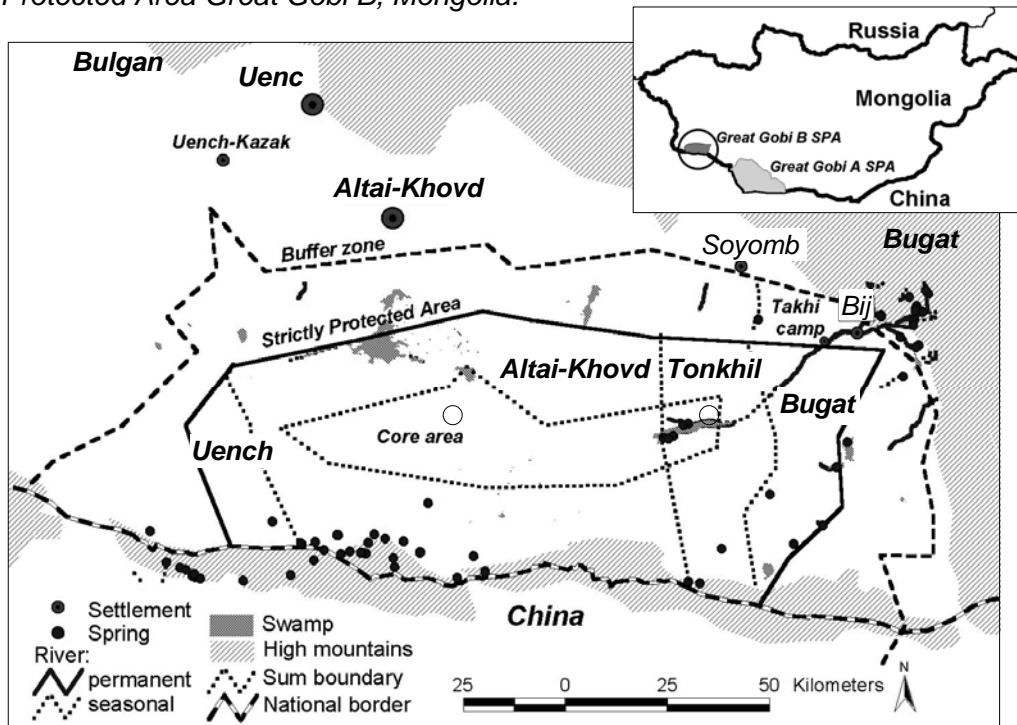 Protected Area Great Gobi B, Mongolia.
Bulgan
Uenc
Uench-Kazak
Altai-Khovd
Buffer zone
Strictly Protected Area
Soyomb
Bugat
Takhi
camp
Bij
Altai-Khovd Tonkhil
Bugat
Uench
Core area
China
Russia
Mongolia
Great Gobi B SPA
Great Gobi A SPA
China
Settlement
Spring
River:
permanent
seasonal
Swamp
High mountains
Sum boundary
National border
25 0 25 50 Kilometers
N